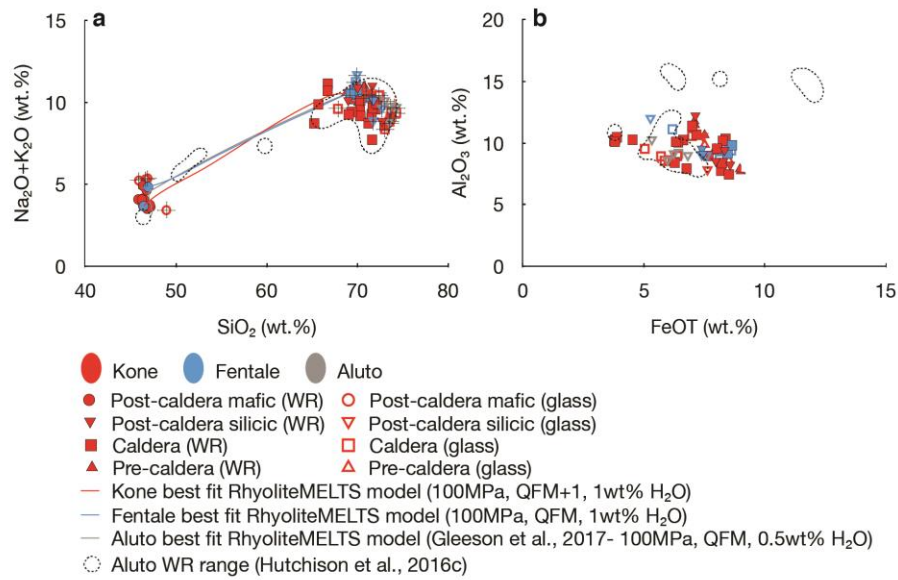 a
b
15
10
5
0
Na₂O+K₂O (wt.%)
40 50 60 70 80
SiO₂ (wt.%)
20
15
10
5
0
Al₂O₃ (wt.%)
0 5 10 15
FeOT (wt.%)
Kone Fentale Aluto
Post-caldera mafic (WR) Post-caldera mafic (glass)
Post-caldera silicic (WR) Post-caldera silicic (glass)
Caldera (WR) Caldera (glass)
Pre-caldera (WR) Pre-caldera (glass)
Kone best fit RhyoliteMELTS model (100MPa, QFM+1, 1wt% H₂O)
Fentale best fit RhyoliteMELTS model (100MPa, QFM, 1wt% H₂O)
Aluto best fit RhyoliteMELTS model (Gleeson et al., 2017- 100MPa, QFM, 0.5wt% H₂O)
Aluto WR range (Hutchison et al., 2016c)